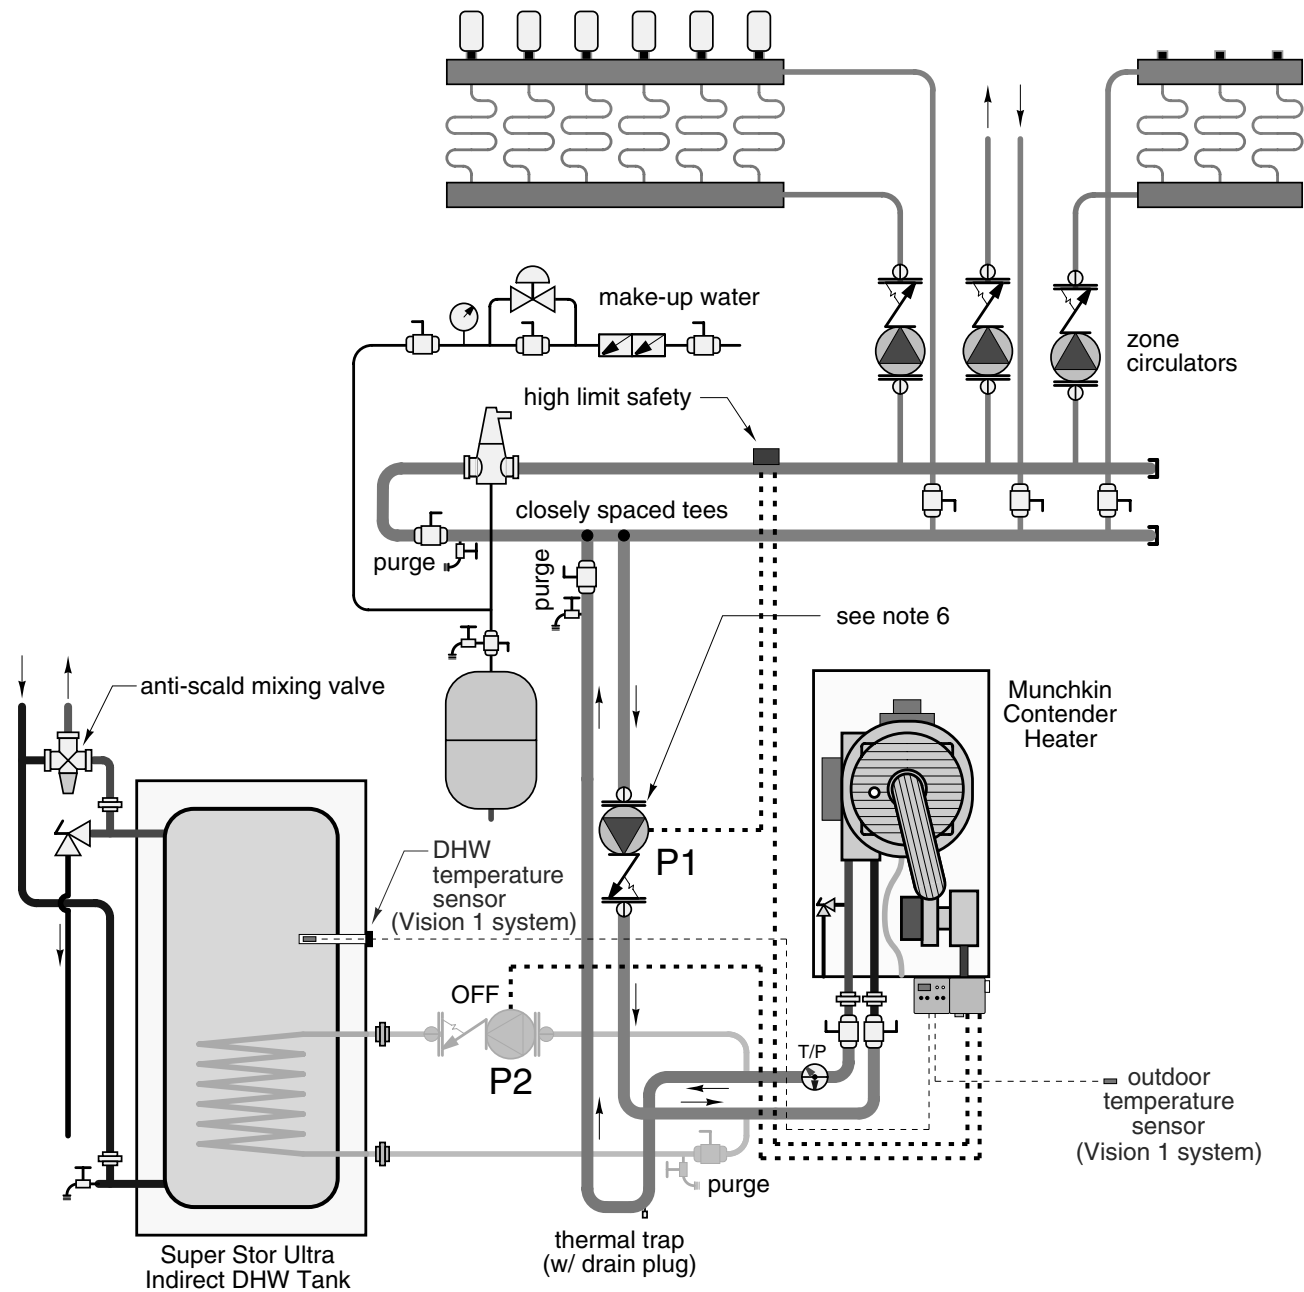 make-up water
zone
circulators
high limit safety
closely spaced tees
purge
purge
see note 6
anti-scald mixing valve
Munchkin
Contender
Heater
P1
DHW
temperature
sensor
(Vision 1 system)
OFF
P2
T/P
outdoor
temperature
sensor
(Vision 1 system)
purge
thermal trap
(w/ drain plug)
Super Stor Ultra
Indirect DHW Tank